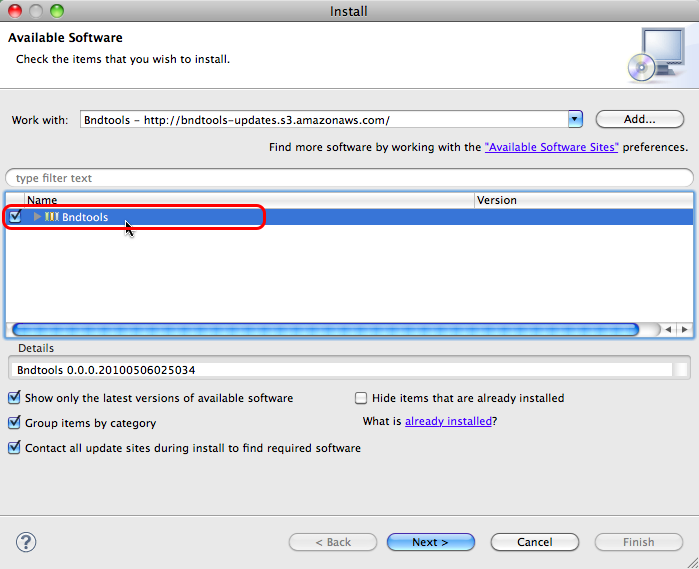 Install
Available Software
Check the items that you wish to install.
Work with: Bndtools - http://bndtools-updates.s3.amazonaws.com/ Add...
Find more software by working with the "Available Software Sites" preferences.
type filter text
Name Version
Bndtools
Details
Bndtools 0.0.0.20100506025034
Show only the latest versions of available software Hide items that are already installed
Group items by category What is already installed?
Contact all update sites during install to find required software
? < Back Next > Cancel Finish